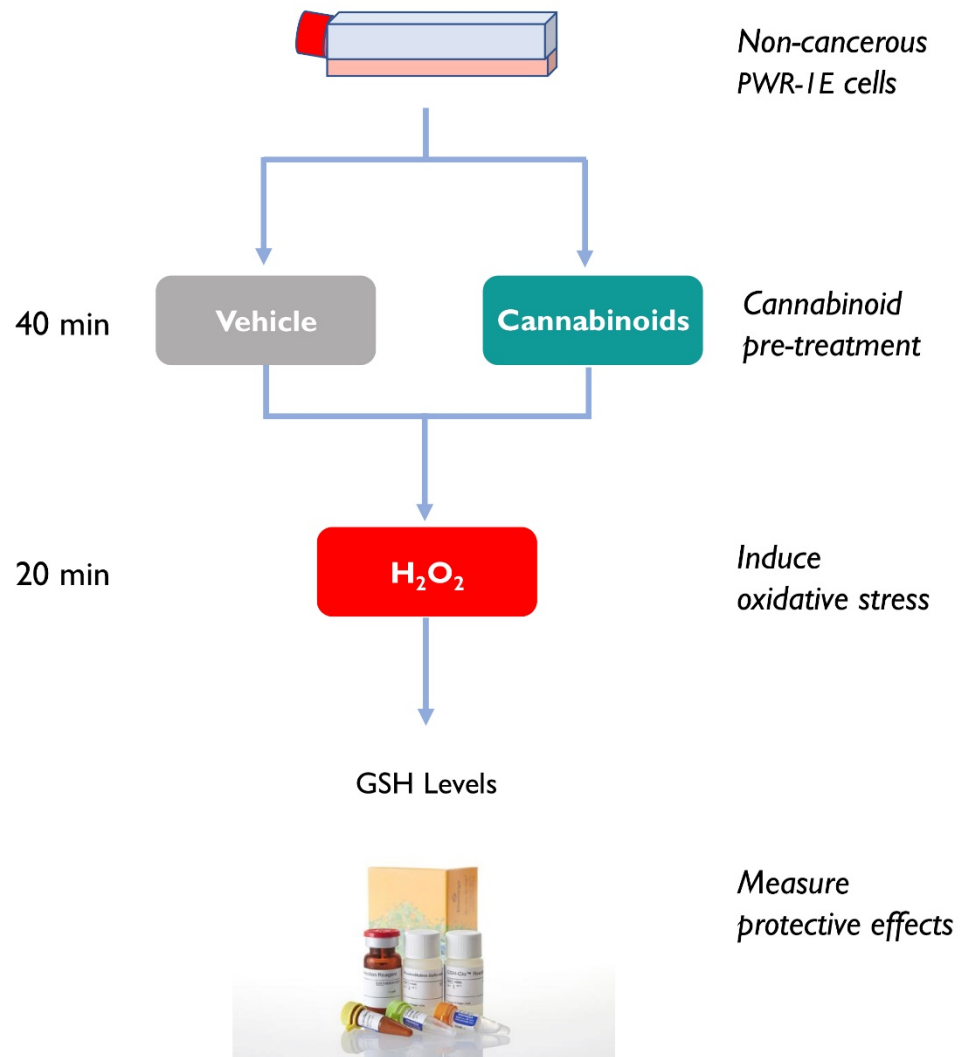 Non-cancerous
PWR-1E cells
40 min
Vehicle
Cannabinoids
Cannabinoid
pre-treatment
20 min
H₂O₂
Induce
oxidative stress
GSH Levels
Measure
protective effects